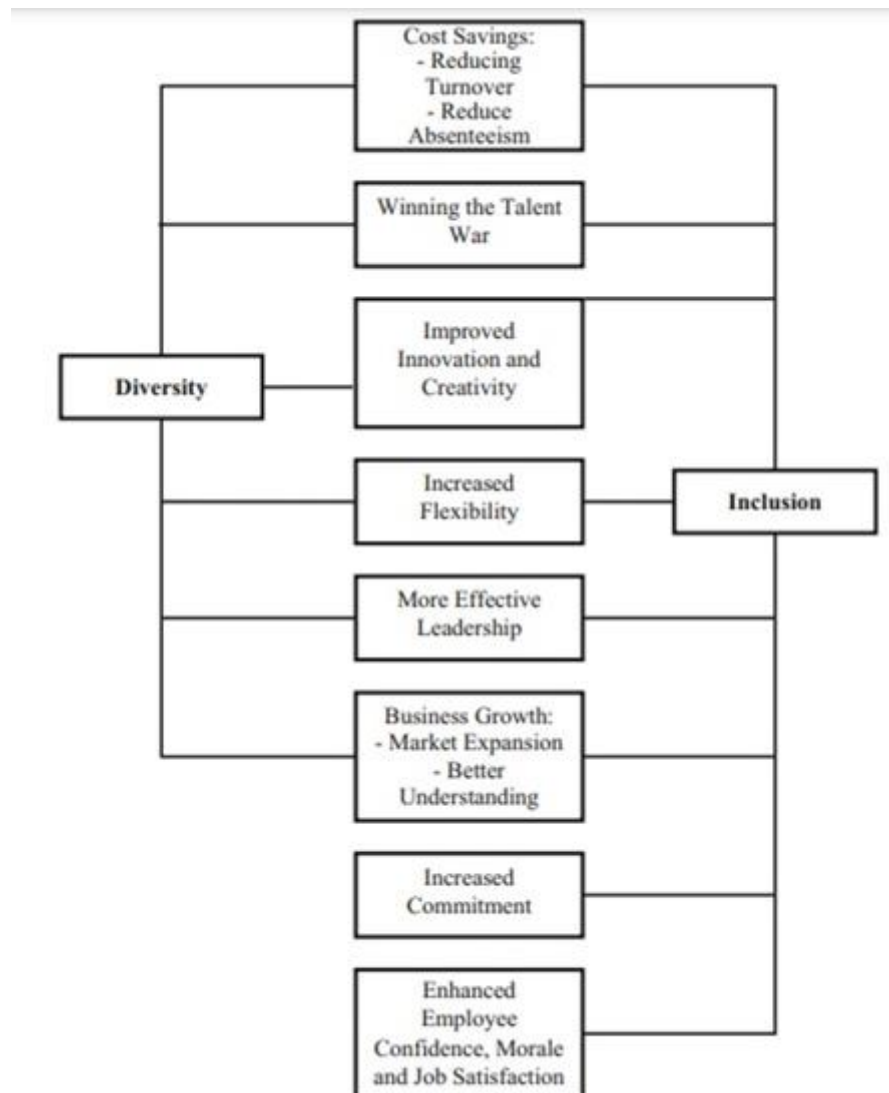 Cost Savings:
- Reducing
Turnover
- Reduce
Absenteeism
Winning the Talent
War
Improved
Innovation and
Creativity
Diversity
Increased
Flexibility
Inclusion
More Effective
Leadership
Business Growth:
- Market Expansion
- Better
Understanding
Increased
Commitment
Enhanced
Employee
Confidence, Morale
and Job Satisfaction